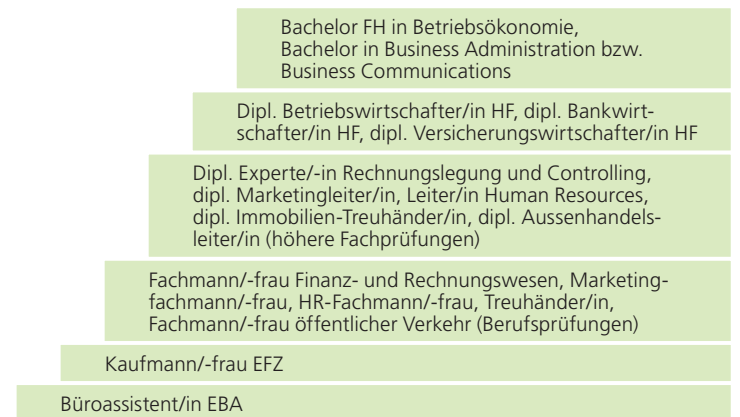 Bachelor FH in Betriebsökonomie,
Bachelor in Business Administration bzw.
Business Communications
Dipl. Betriebswirtschafter/in HF, dipl. Bankwirt-
schafter/in HF, dipl. Versicherungswirtschafter/in HF
Dipl. Experte/-in Rechnungslegung und Controlling,
dipl. Marketingleiter/in, Leiter/in Human Resources,
dipl. Immobilien-Treuhänder/in, dipl. Aussenhandels-
leiter/in (höhere Fachprüfungen)
Fachmann/-frau Finanz- und Rechnungswesen, Marketing-
fachmann/-frau, HR-Fachmann/-frau, Treuhänder/in,
Fachmann/-frau öffentlicher Verkehr (Berufsprüfungen)
Kaufmann/-frau EFZ
Büroassistent/in EBA